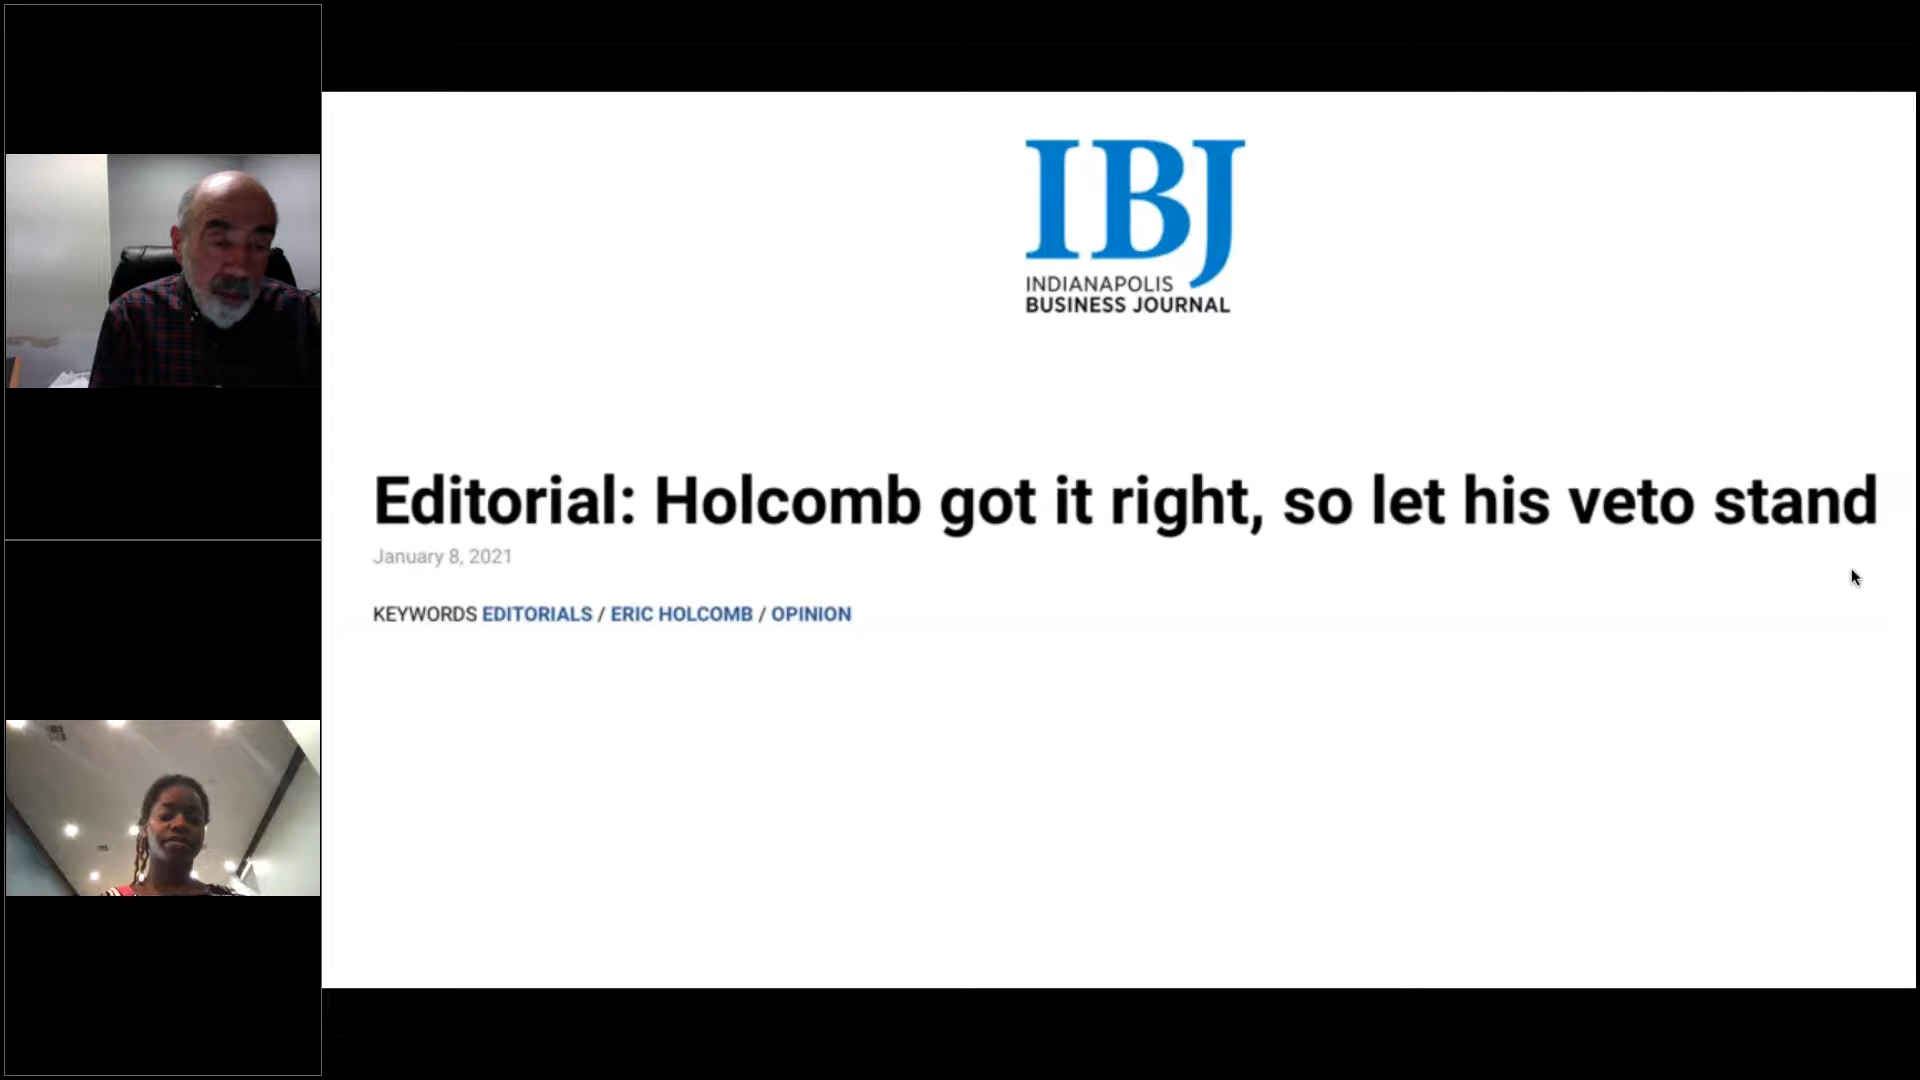 IBJ
INDIANAPOLIS
BUSINESS JOURNAL
Editorial: Holcomb got it right, so let his veto stand
January 8, 2021
KEYWORDS EDITORIALS / ERIC HOLCOMB / OPINION